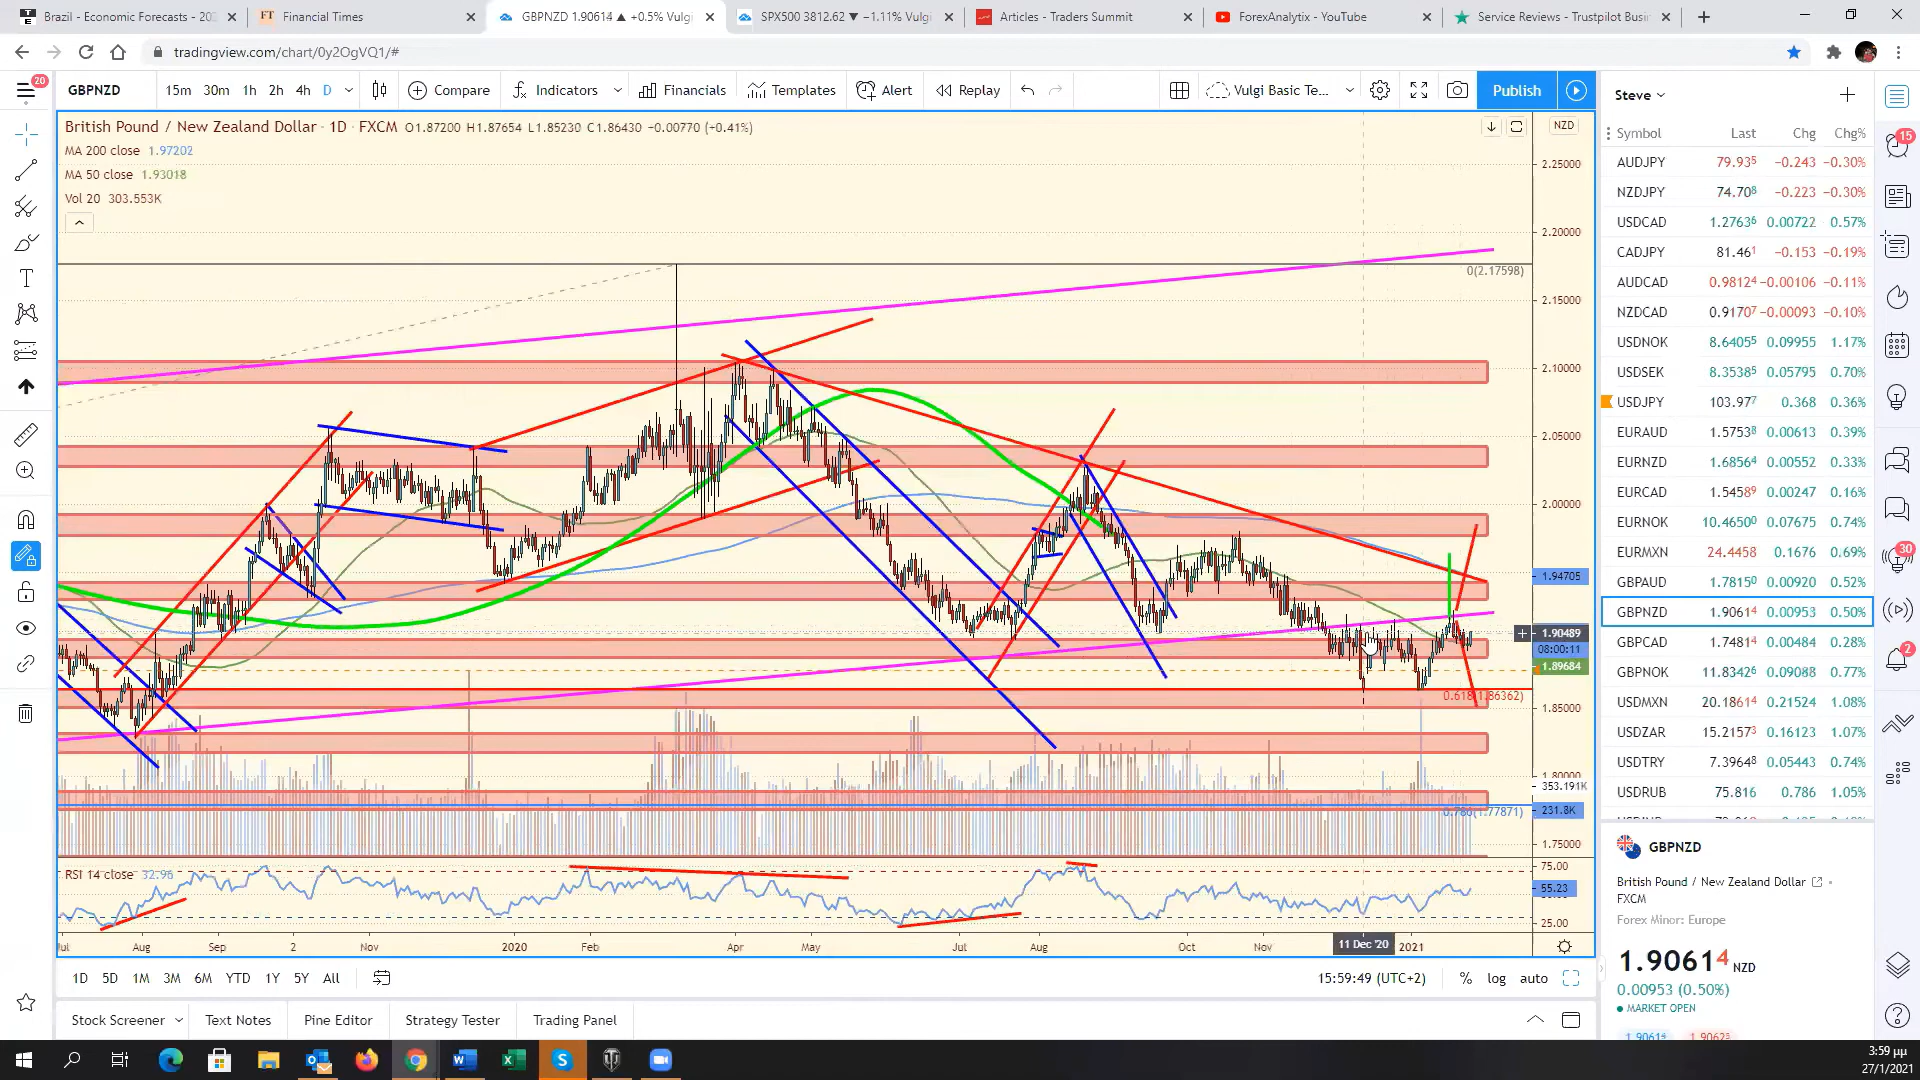 Brazil - Economic Forecasts - 202
Financial Times
GBPNZD 1.90614 ▲ +0.5% Vulgi
SPX500 3812.62 ▼ −1.11% Vulgi
Articles - Traders Summit
ForexAnalytix - YouTube
Service Reviews - Trustpilot Busin
tradingview.com/chart/0y2OgVQ1/#
20
GBPNZD
15m 30m 1h 2h 4h D
Compare
Indicators
Financials
Templates
Alert
Replay
Vulgi Basic Te...
Publish
British Pound / New Zealand Dollar · 1D · FXCM O1.87200 H1.87654 L1.85230 C1.86430 −0.00770 (+0.41%)
MA 200 close 1.97202
MA 50 close 1.93018
Vol 20 303.553K
NZD
2.25000
2.20000
0(2.17598)
2.15000
2.10000
2.05000
2.00000
1.94705
1.90489
08:00:11
1.89684
0.618(1.86362)
1.85000
1.80000
353.191K
231.8K
0.786(1.77871)
1.75000
RSI 14 close 32.96
75.00
55.23
25.00
Jul Aug Sep 2 Nov 2020 Feb Apr May Jul Aug Oct Nov 11 Dec '20 2021
1D 5D 1M 3M 6M YTD 1Y 5Y All
15:59:49 (UTC+2) % log auto
Stock Screener Text Notes Pine Editor Strategy Tester Trading Panel
Steve
Symbol Last Chg Chg%
AUDJPY 79.935 −0.243 −0.30%
NZDJPY 74.708 −0.223 −0.30%
USDCAD 1.27636 0.00722 0.57%
CADJPY 81.461 −0.153 −0.19%
AUDCAD 0.98124 −0.00106 −0.11%
NZDCAD 0.91707 −0.00093 −0.10%
USDNOK 8.64055 0.09955 1.17%
USDSEK 8.35385 0.05795 0.70%
USDJPY 103.977 0.368 0.36%
EURAUD 1.57538 0.00613 0.39%
EURNZD 1.68564 0.00552 0.33%
EURCAD 1.54589 0.00247 0.16%
EURNOK 10.46500 0.07675 0.74%
EURMXN 24.4458 0.1676 0.69%
GBPAUD 1.78150 0.00920 0.52%
GBPNZD 1.90614 0.00953 0.50%
GBPCAD 1.74814 0.00484 0.28%
GBPNOK 11.83426 0.09088 0.77%
USDMXN 20.18614 0.21524 1.08%
USDZAR 15.21573 0.16123 1.07%
USDTRY 7.39648 0.05443 0.74%
USDRUB 75.816 0.786 1.05%
GBPNZD
British Pound / New Zealand Dollar
FXCM
Forex Minor: Europe
1.90614 NZD
0.00953 (0.50%)
MARKET OPEN
15
30
2
3:59 μμ
27/1/2021